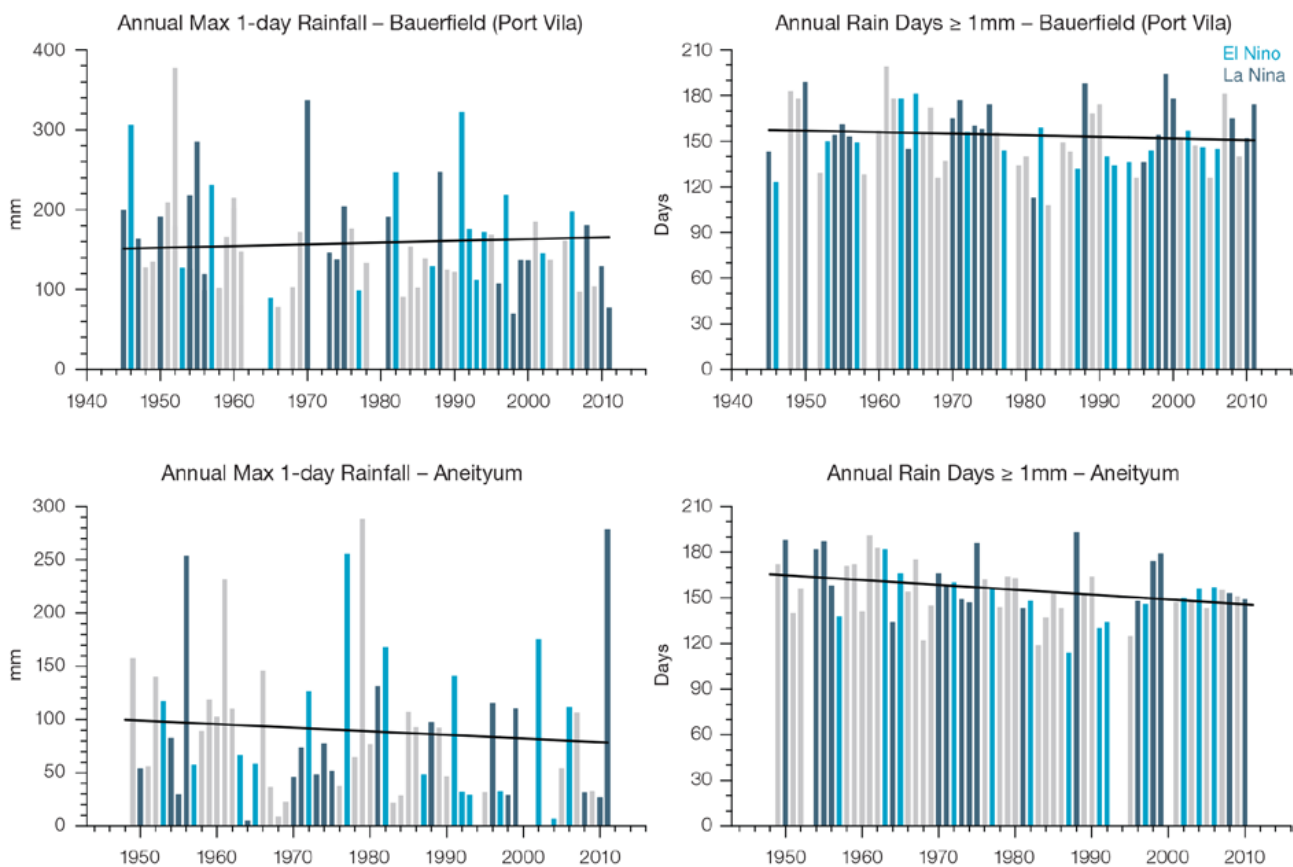 Annual Max 1-day Rainfall – Bauerfield (Port Vila)
400
300
200
100
0
mm
1940 1950 1960 1970 1980 1990 2000 2010
Annual Rain Days ≥ 1mm – Bauerfield (Port Vila)
El Nino
La Nina
210
180
150
120
90
60
30
0
Days
1940 1950 1960 1970 1980 1990 2000 2010
Annual Max 1-day Rainfall – Aneityum
300
250
200
150
100
50
0
mm
1950 1960 1970 1980 1990 2000 2010
Annual Rain Days ≥ 1mm – Aneityum
210
180
150
120
90
60
30
0
Days
1950 1960 1970 1980 1990 2000 2010